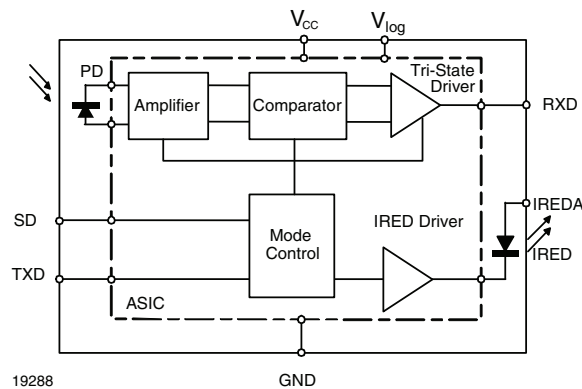 VCC
Vlog
PD
Tri-State
Driver
Amplifier
Comparator
RXD
SD
IREDA
IRED Driver
Mode
Control
IRED
TXD
ASIC
19288
GND